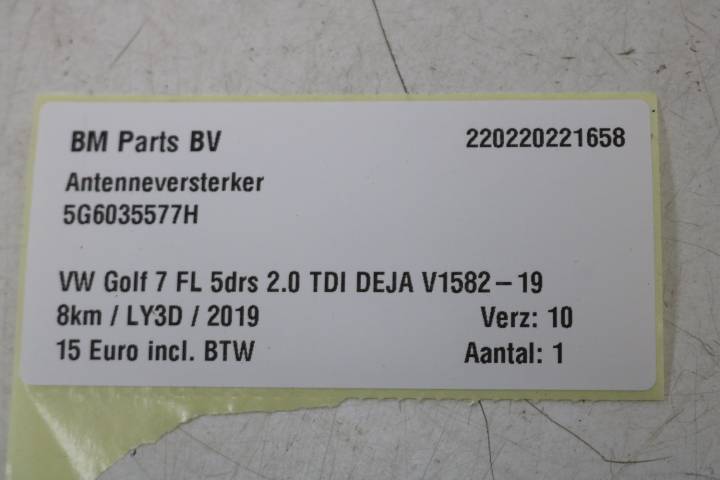 BM Parts BV 220220221658
Antenneversterker
5G6035577H
VW Golf 7 FL 5drs 2.0 TDI DEJA V1582-19
8km / LY3D / 2019 Verz: 10
15 Euro incl. BTW Aantal: 1